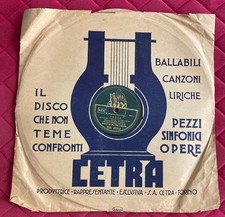 BALLABILI
CANZONI
LIRICHE
IL
DISCO
CHE NON
TEME
CONFRONTI
PEZZI
SINFONICI
OPERE
CETRA
PRODUTTRICE - RAPPRESENTANTE - ESCLUSIVA - S.A. CETRA - TORINO